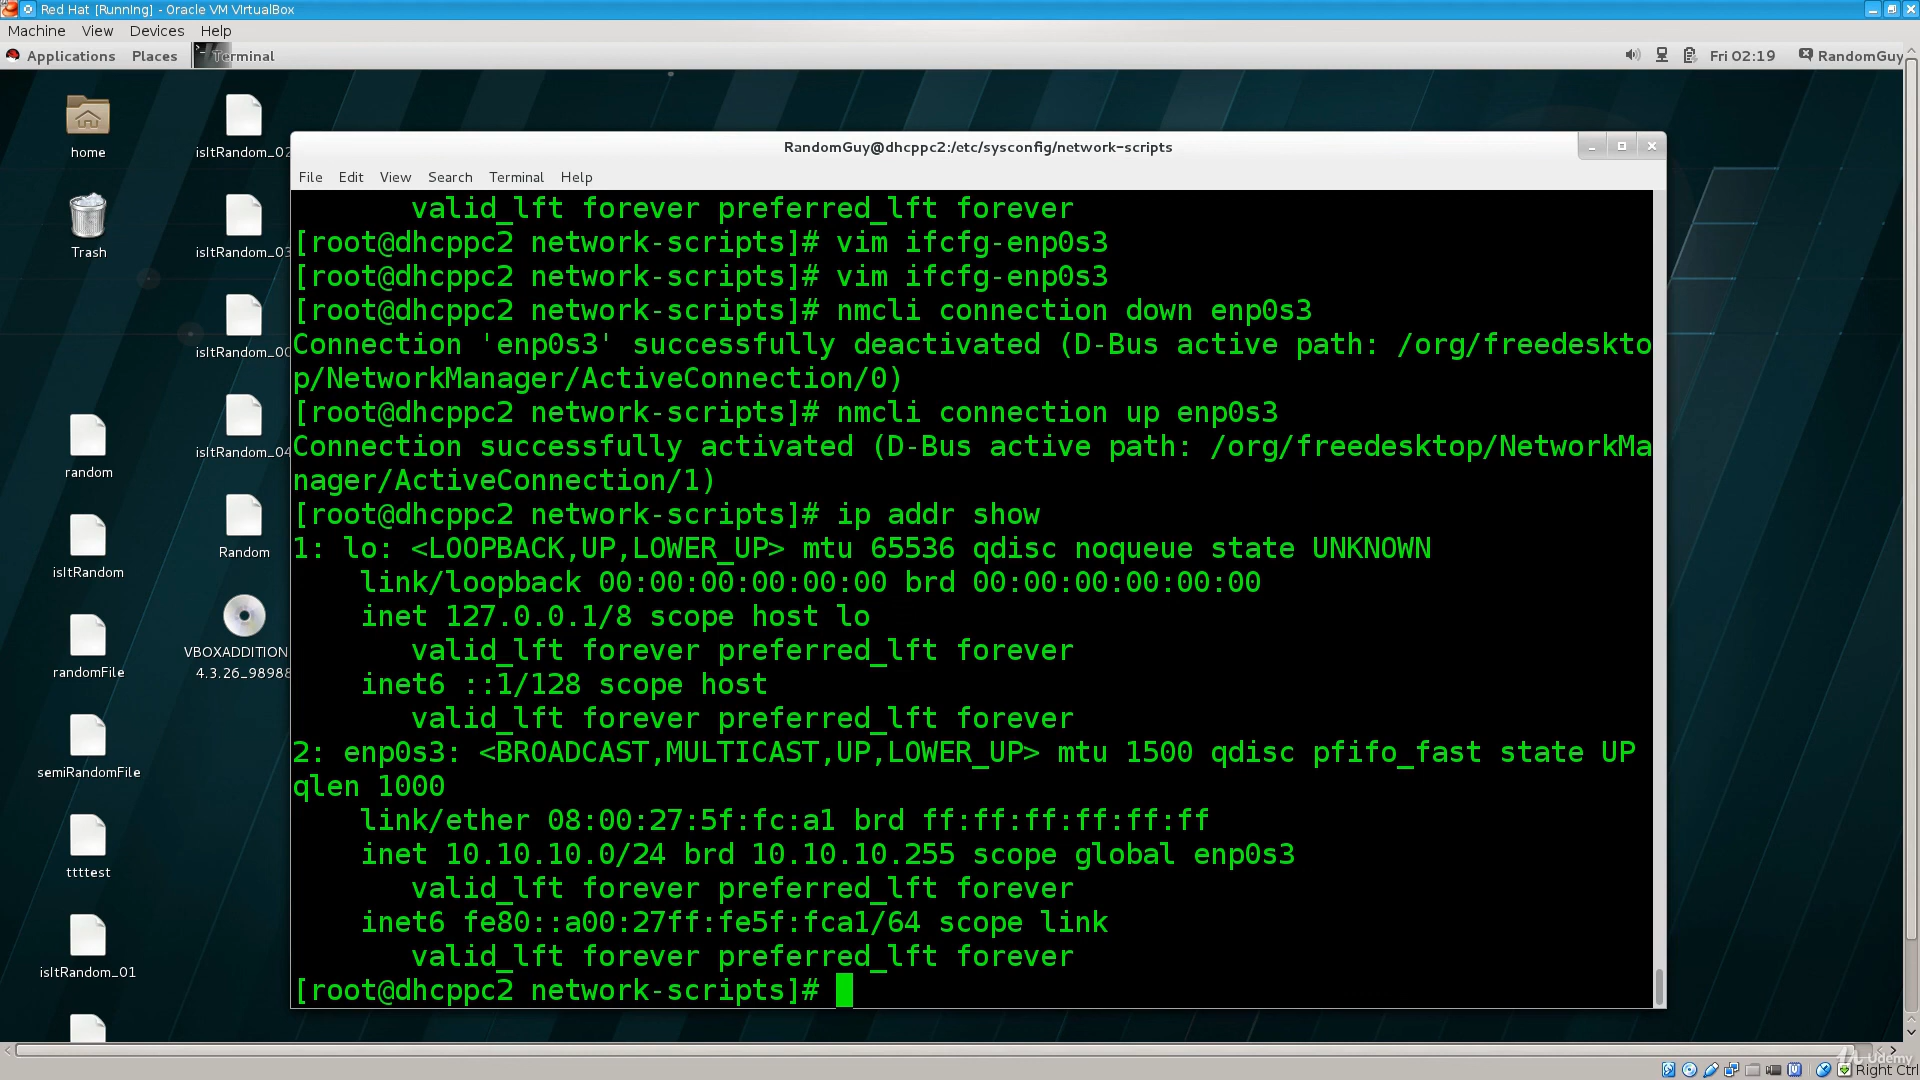 Red Hat [Running] - Oracle VM VirtualBox
Machine View Devices Help
Applications Places Terminal Fri 02:19 RandomGuy
home
Trash
random
isItRandom
randomFile
semiRandomFile
ttttest
isItRandom_01
isItRandom_02
isItRandom_03
isItRandom_00
isItRandom_04
Random
VBOXADDITION
4.3.26_98988
RandomGuy@dhcppc2:/etc/sysconfig/network-scripts
File Edit View Search Terminal Help
valid_lft forever preferred_lft forever
[root@dhcppc2 network-scripts]# vim ifcfg-enp0s3
[root@dhcppc2 network-scripts]# vim ifcfg-enp0s3
[root@dhcppc2 network-scripts]# nmcli connection down enp0s3
Connection 'enp0s3' successfully deactivated (D-Bus active path: /org/freedeskto
p/NetworkManager/ActiveConnection/0)
[root@dhcppc2 network-scripts]# nmcli connection up enp0s3
Connection successfully activated (D-Bus active path: /org/freedesktop/NetworkMa
nager/ActiveConnection/1)
[root@dhcppc2 network-scripts]# ip addr show
1: lo: <LOOPBACK,UP,LOWER_UP> mtu 65536 qdisc noqueue state UNKNOWN
link/loopback 00:00:00:00:00:00 brd 00:00:00:00:00:00
inet 127.0.0.1/8 scope host lo
valid_lft forever preferred_lft forever
inet6 ::1/128 scope host
valid_lft forever preferred_lft forever
2: enp0s3: <BROADCAST,MULTICAST,UP,LOWER_UP> mtu 1500 qdisc pfifo_fast state UP
qlen 1000
link/ether 08:00:27:5f:fc:a1 brd ff:ff:ff:ff:ff:ff
inet 10.10.10.0/24 brd 10.10.10.255 scope global enp0s3
valid_lft forever preferred_lft forever
inet6 fe80::a00:27ff:fe5f:fca1/64 scope link
valid_lft forever preferred_lft forever
[root@dhcppc2 network-scripts]#
Udemy
Right Ctrl